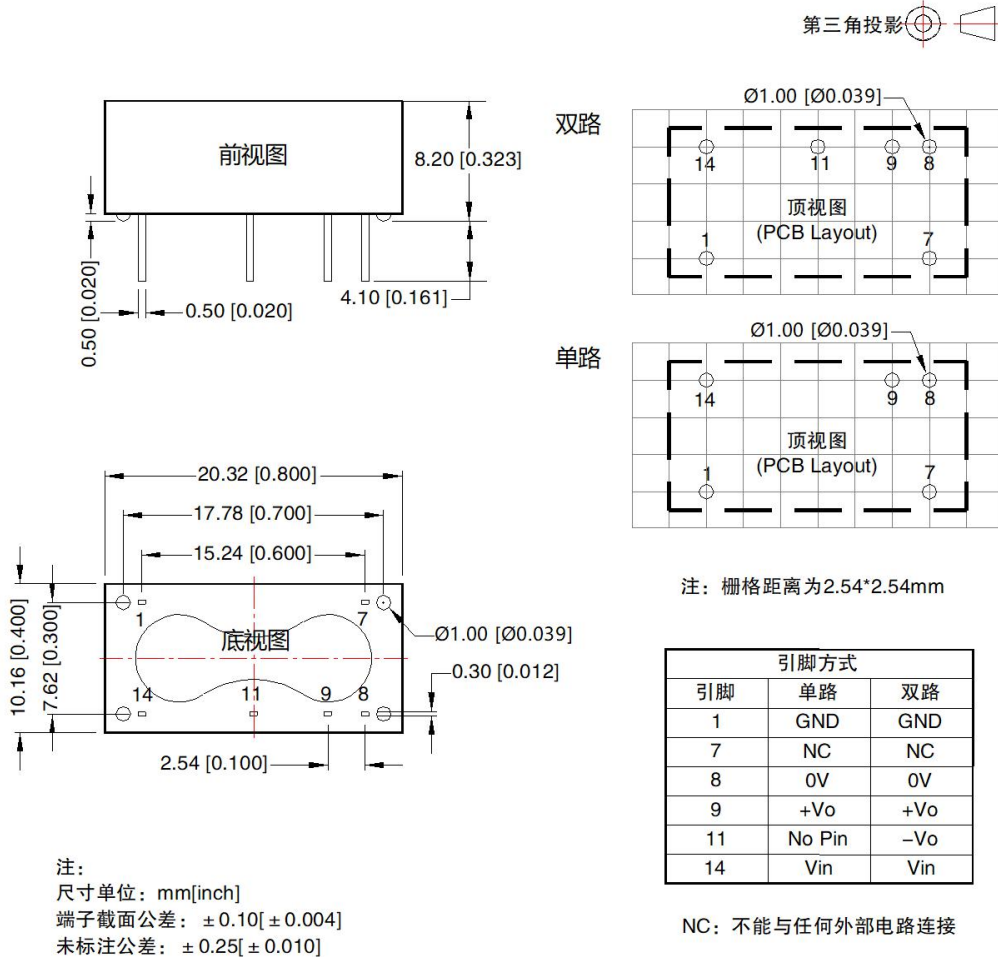 第三角投影
前视图
8.20 [0.323]
0.50 [0.020]
0.50 [0.020]
4.10 [0.161]
双路
Ø1.00 [Ø0.039]
14 11 9 8
顶视图
(PCB Layout)
1 7
单路
Ø1.00 [Ø0.039]
14 9 8
顶视图
(PCB Layout)
1 7
注：栅格距离为2.54*2.54mm
20.32 [0.800]
17.78 [0.700]
15.24 [0.600]
10.16 [0.400]
7.62 [0.300]
1 7
底视图
14 11 9 8
Ø1.00 [Ø0.039]
0.30 [0.012]
2.54 [0.100]
引脚方式
引脚 单路 双路
1 GND GND
7 NC NC
8 0V 0V
9 +Vo +Vo
11 No Pin −Vo
14 Vin Vin
NC：不能与任何外部电路连接
注：
尺寸单位：mm[inch]
端子截面公差：±0.10[±0.004]
未标注公差：±0.25[±0.010]